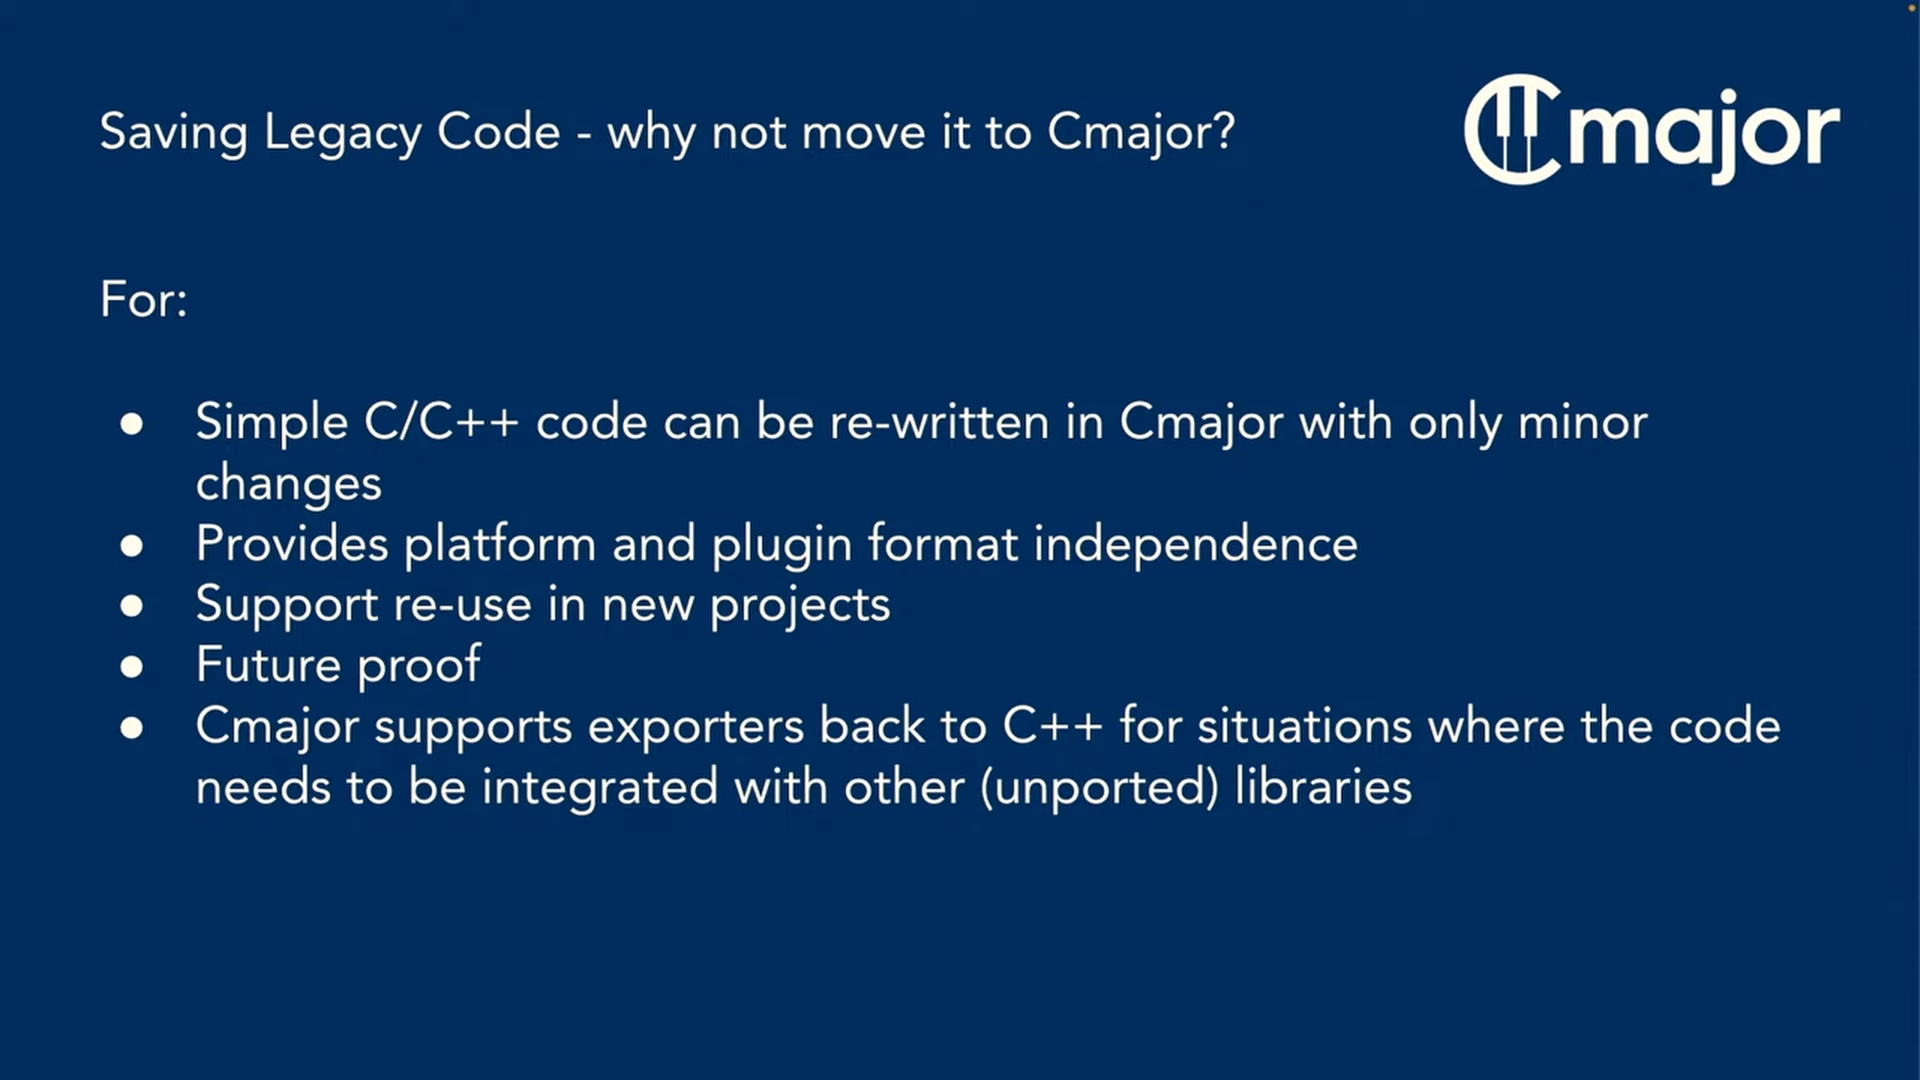 Saving Legacy Code - why not move it to Cmajor?
Cmajor
For:
● Simple C/C++ code can be re-written in Cmajor with only minor
changes
● Provides platform and plugin format independence
● Support re-use in new projects
● Future proof
● Cmajor supports exporters back to C++ for situations where the code
needs to be integrated with other (unported) libraries